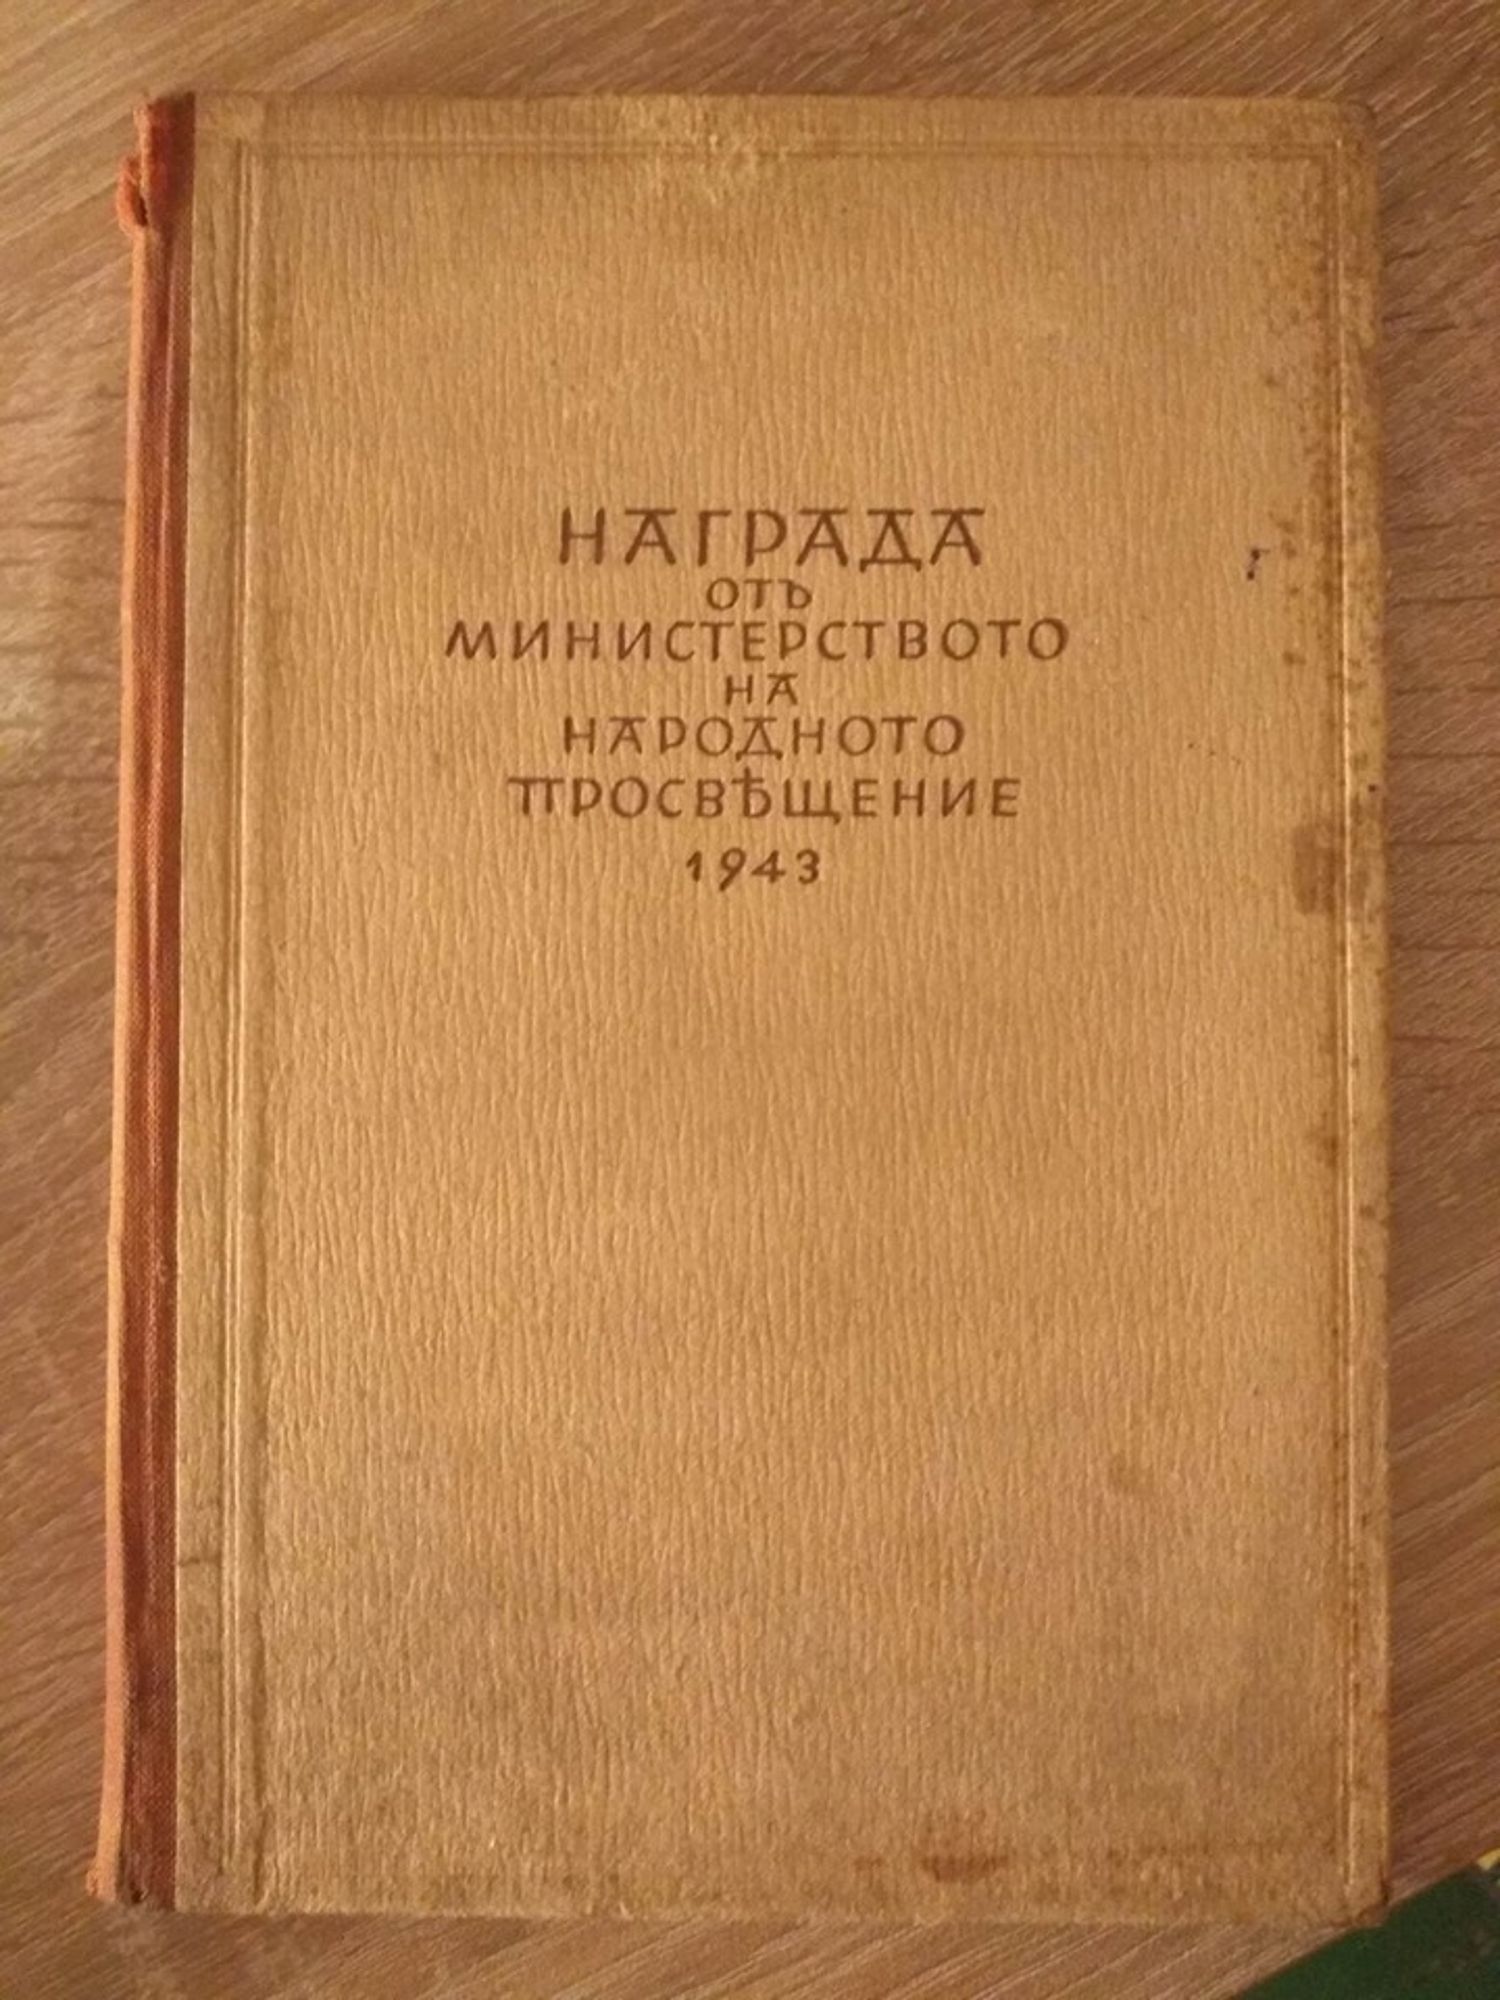 НАГРАДА
ОТЪ
МИНИСТЕРСТВОТО
НА
НАРОДНОТО
ПРОСВѢЩЕНИЕ
1943